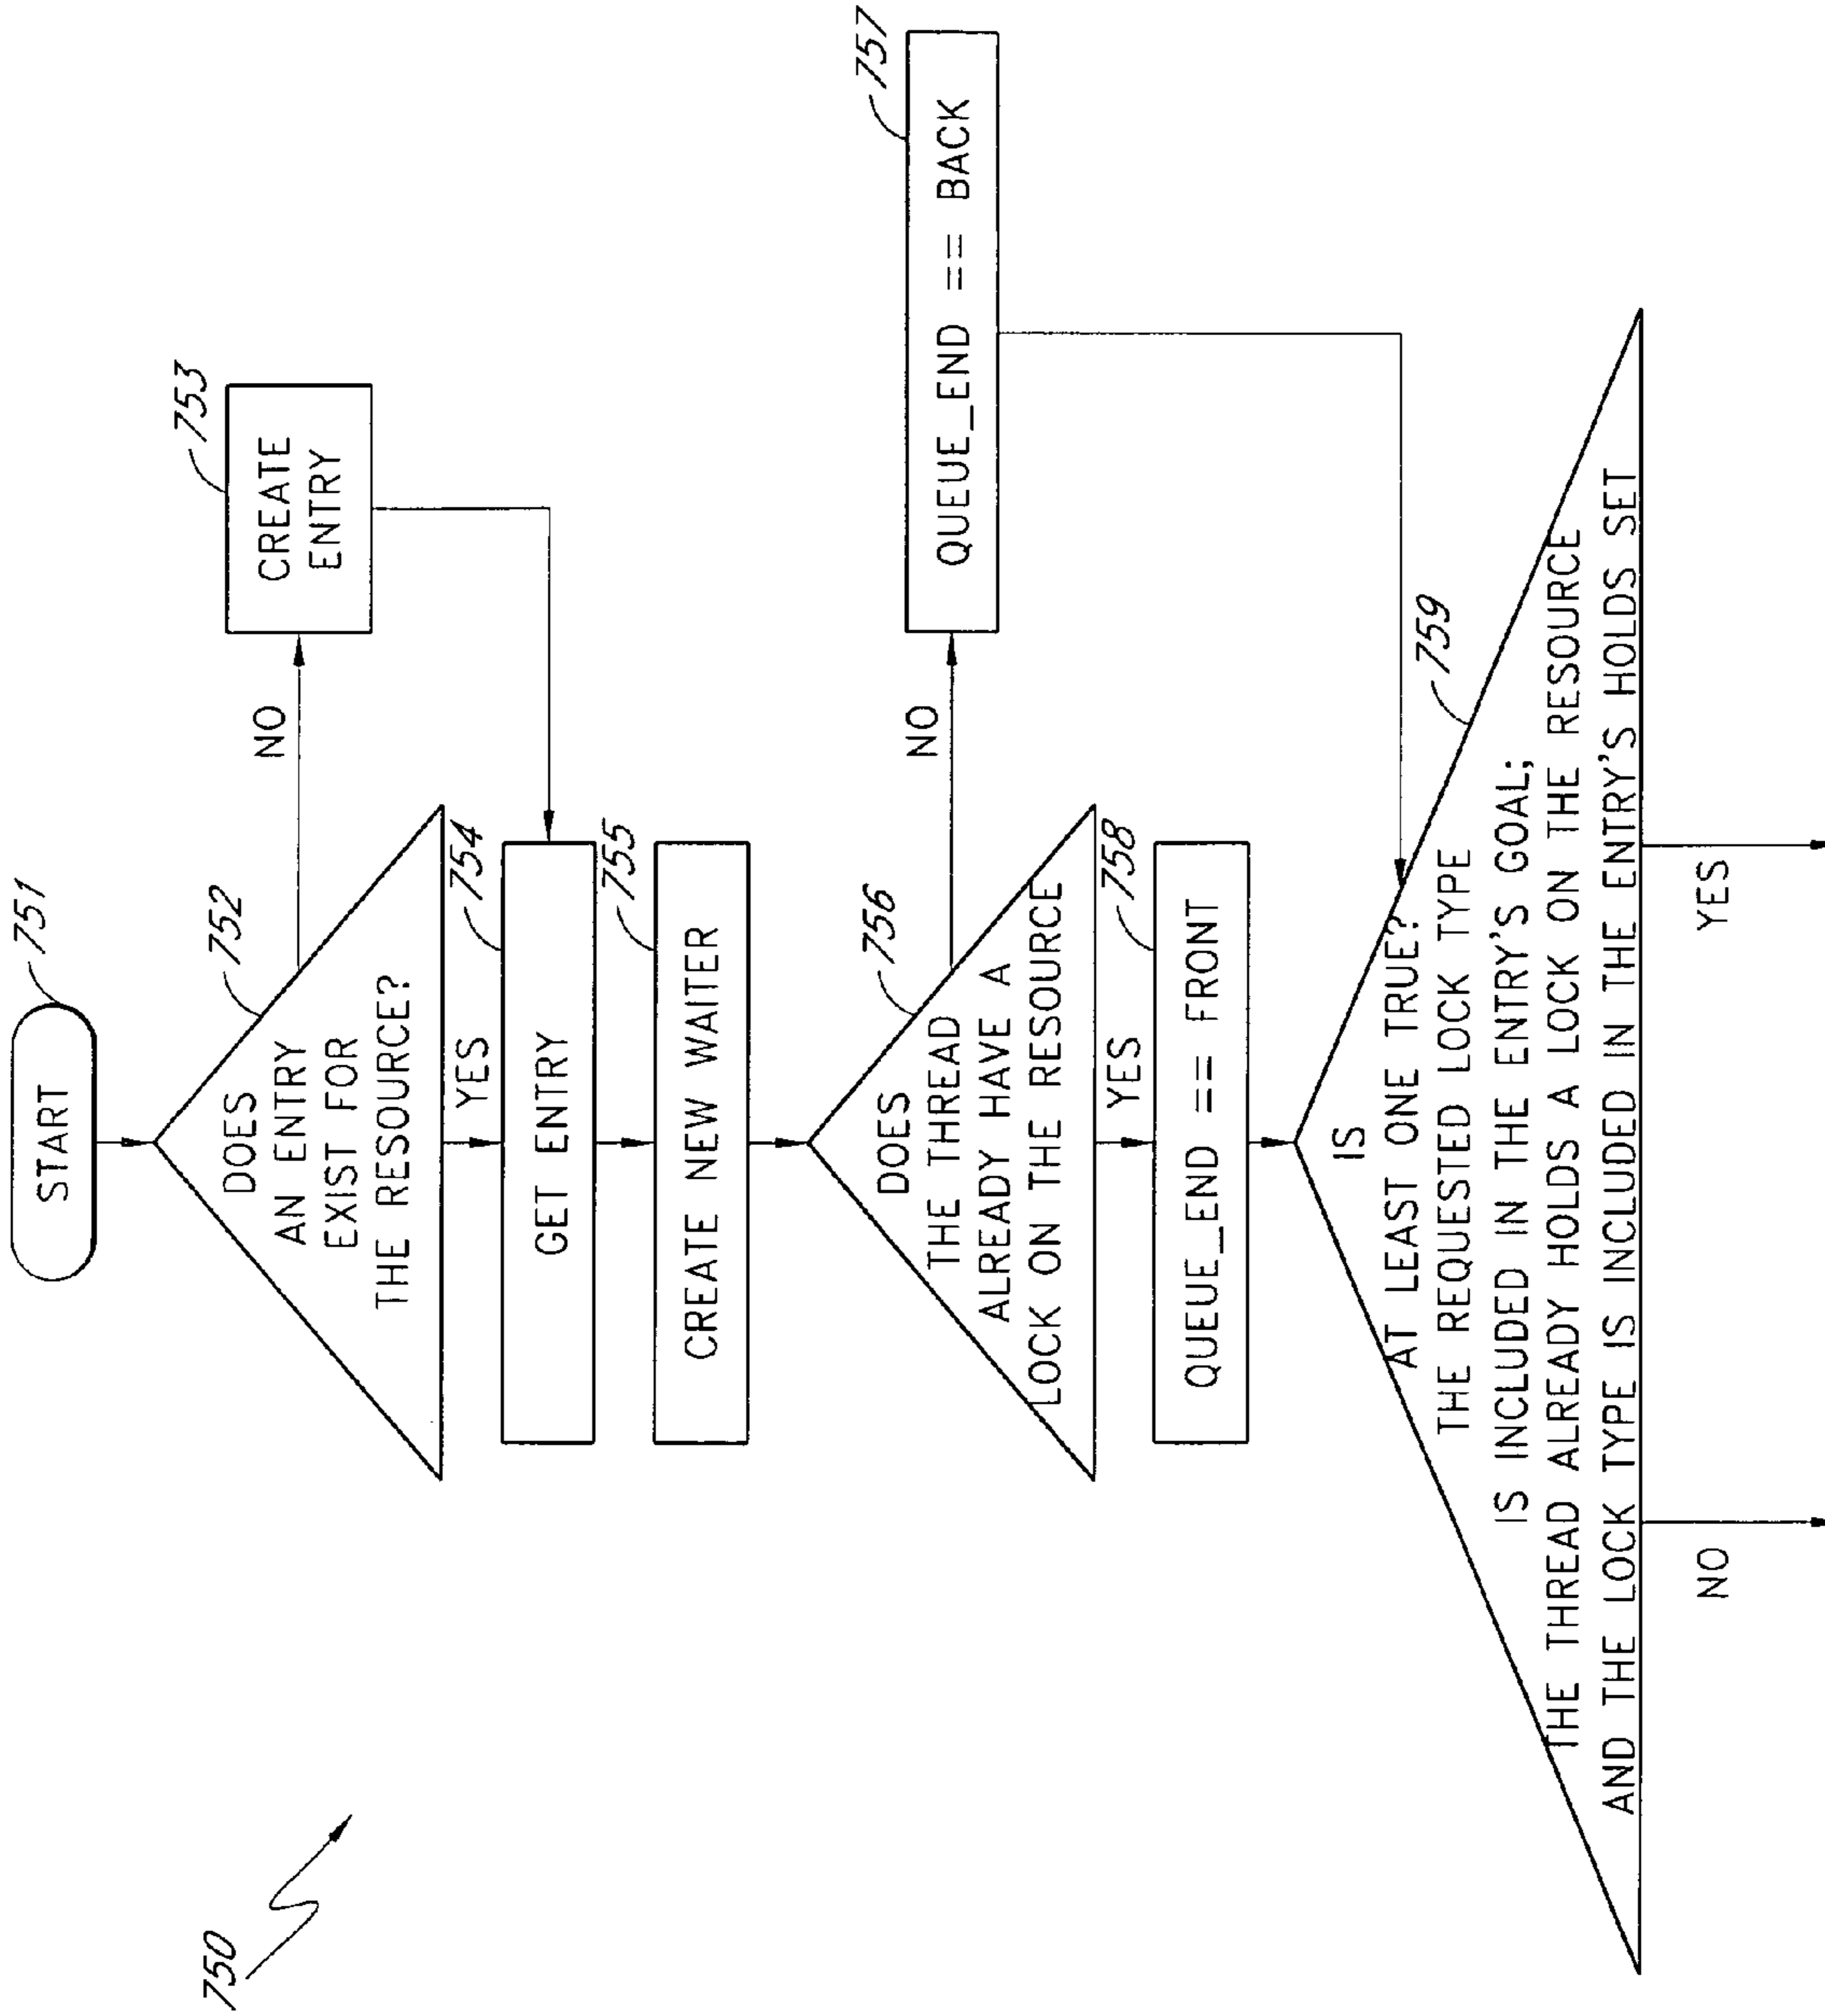 750
START
751
DOES
AN ENTRY
EXIST FOR
THE RESOURCE?
752
NO
CREATE
ENTRY
753
YES
GET ENTRY
754
CREATE NEW WAITER
755
DOES
THE THREAD
ALREADY HAVE A
LOCK ON THE RESOURCE
756
NO
QUEUE_END == BACK
757
YES
QUEUE_END == FRONT
758
IS
AT LEAST ONE TRUE?
THE REQUESTED LOCK TYPE
IS INCLUDED IN THE ENTRY'S GOAL;
THE THREAD ALREADY HOLDS A LOCK ON THE RESOURCE
AND THE LOCK TYPE IS INCLUDED IN THE ENTRY'S HOLDS SET
759
NO
YES